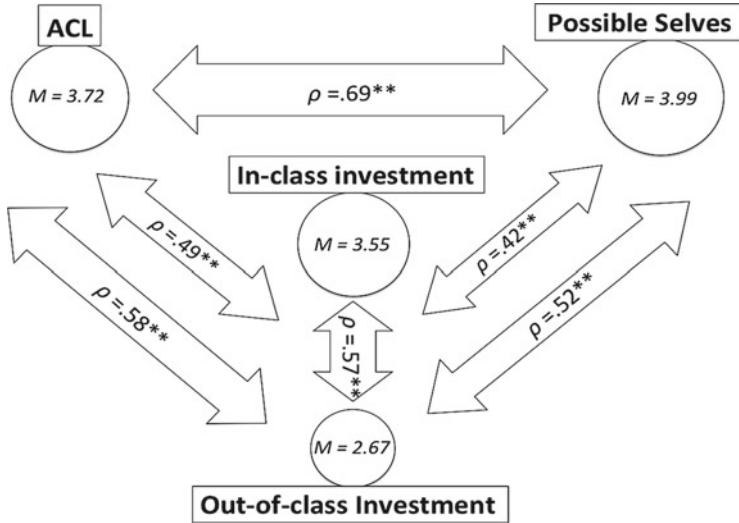 ACL
Possible Selves
M = 3.72
ρ =.69**
M = 3.99
In-class investment
ρ =.49**
M = 3.55
ρ =.42**
ρ =.58**
ρ =.57**
ρ =.52**
M = 2.67
Out-of-class Investment